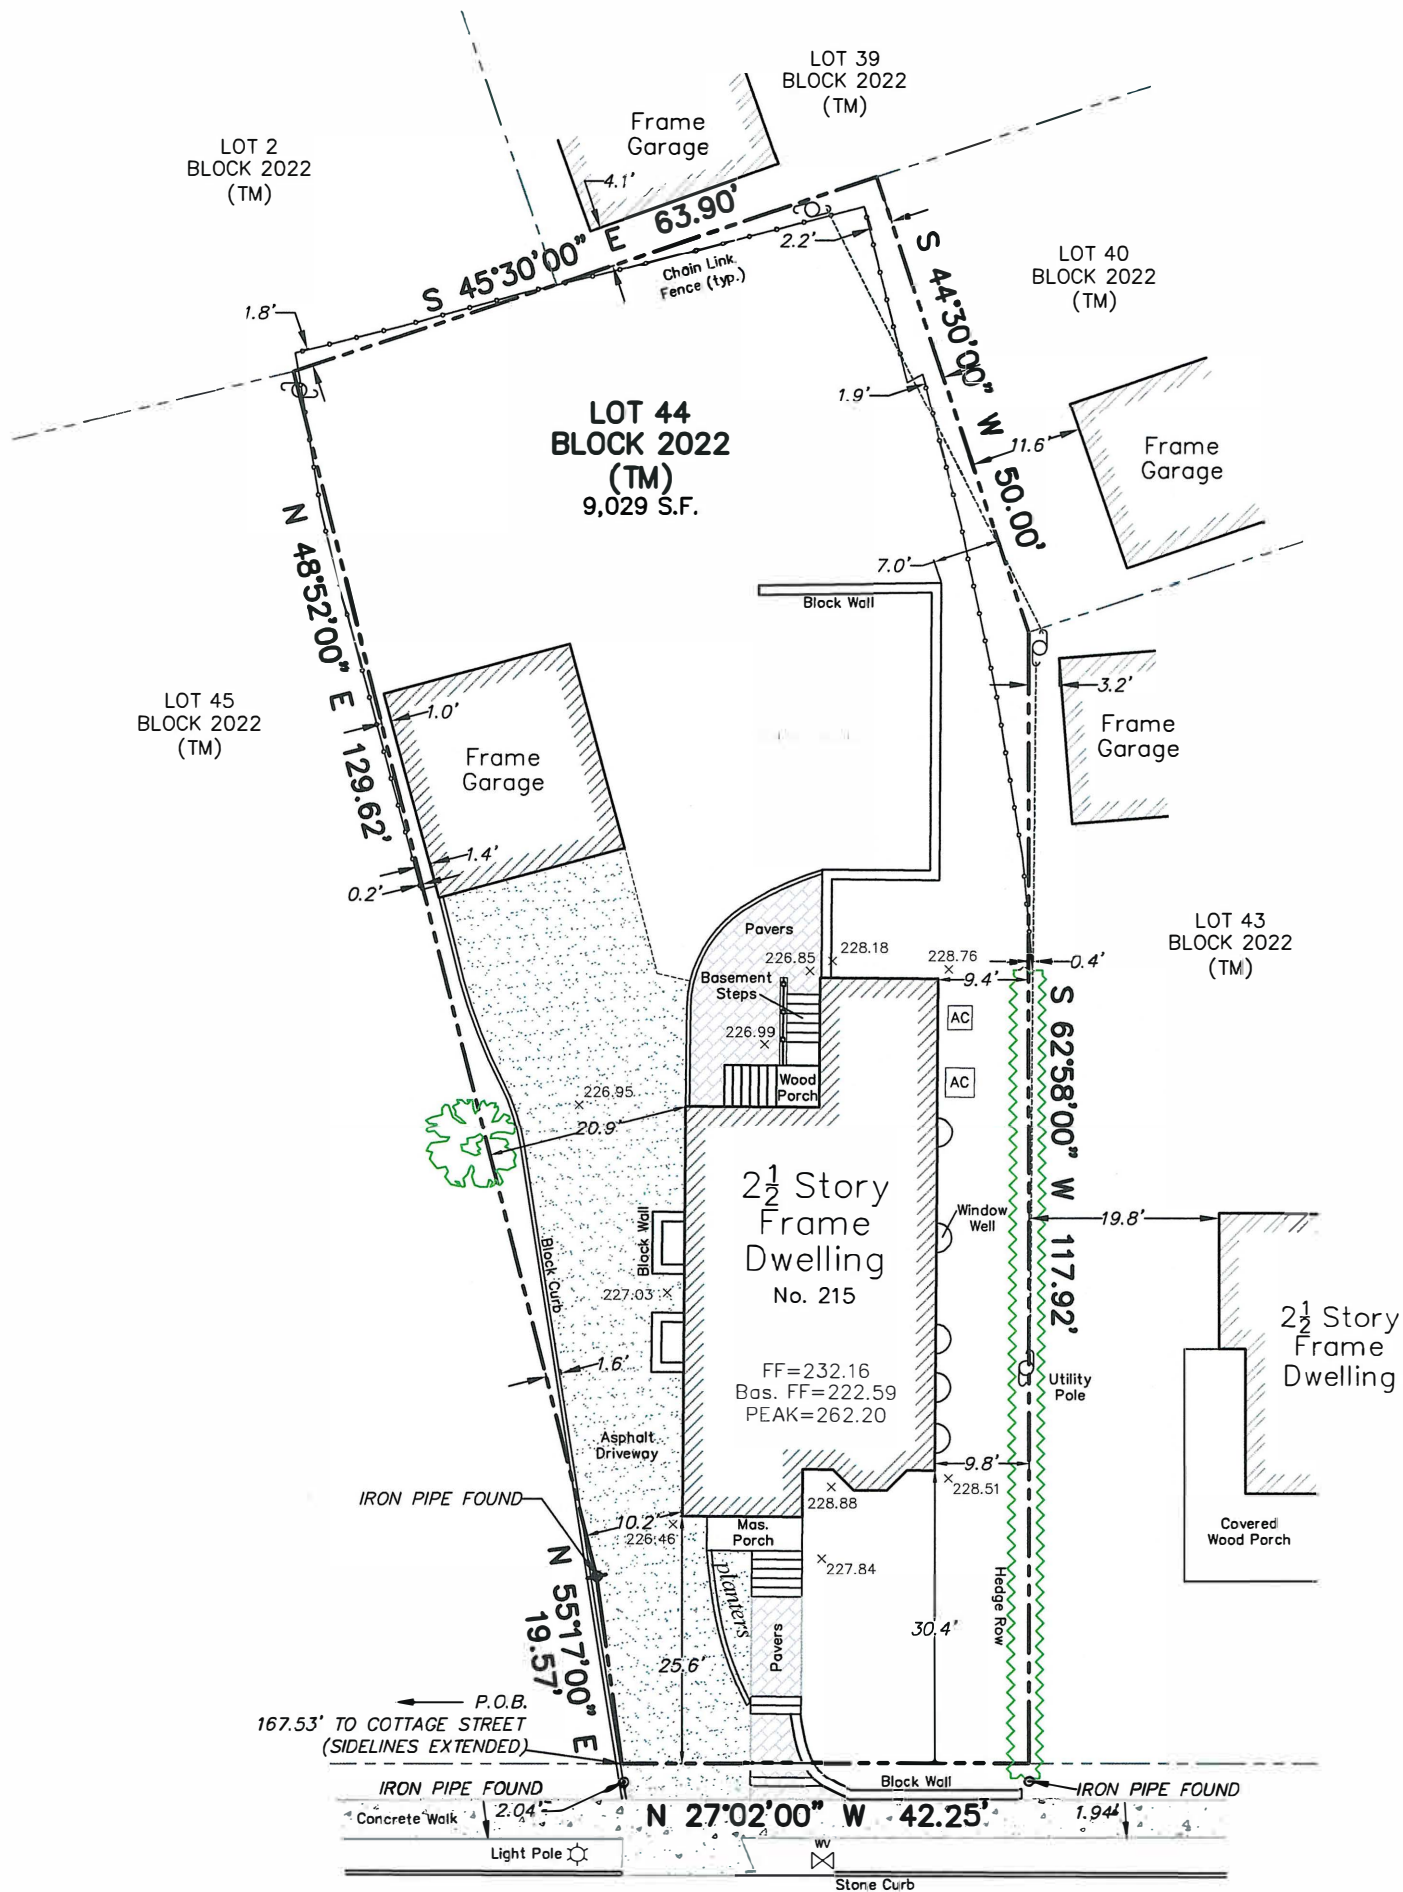 LOT 39
BLOCK 2022
(TM)
LOT 2
BLOCK 2022
(TM)
Frame
Garage
4.1'
S 45°30'00" E 63.90'
2.2'
Chain Link
Fence (typ.)
1.8'
S 44°30'00" W 50.00'
LOT 40
BLOCK 2022
(TM)
1.9'
LOT 44
BLOCK 2022
(TM)
9,029 S.F.
11.6'
Frame
Garage
N 48°52'00" E 129.62'
7.0'
Block Wall
LOT 45
BLOCK 2022
(TM)
1.0'
Frame
Garage
3.2'
Frame
Garage
1.4'
0.2'
LOT 43
BLOCK 2022
(TM)
Pavers
226.85
228.18
228.76
0.4'
Basement
Steps
9.4'
AC
226.99
AC
Wood
Porch
226.95
20.9'
S 62°58'00" W 117.92'
2½ Story
Frame
Dwelling
No. 215
Window
Well
19.8'
Block Wall
Block Curb
227.03
2½ Story
Frame
Dwelling
1.6'
FF=232.16
Bas. FF=222.59
PEAK=262.20
Utility
Pole
Asphalt
Driveway
9.8'
228.51
228.88
IRON PIPE FOUND
10.2'
226.46
Mas.
Porch
Covered
Wood Porch
227.84
planters
Hedge Row
N 55°17'00" E
19.57'
Pavers
30.4'
25.6'
P.O.B.
167.53' TO COTTAGE STREET
(SIDELINES EXTENDED)
IRON PIPE FOUND
Block Wall
IRON PIPE FOUND
2.04'
1.94'
Concrete Walk
N 27°02'00" W 42.25'
Light Pole
WV
Stone Curb